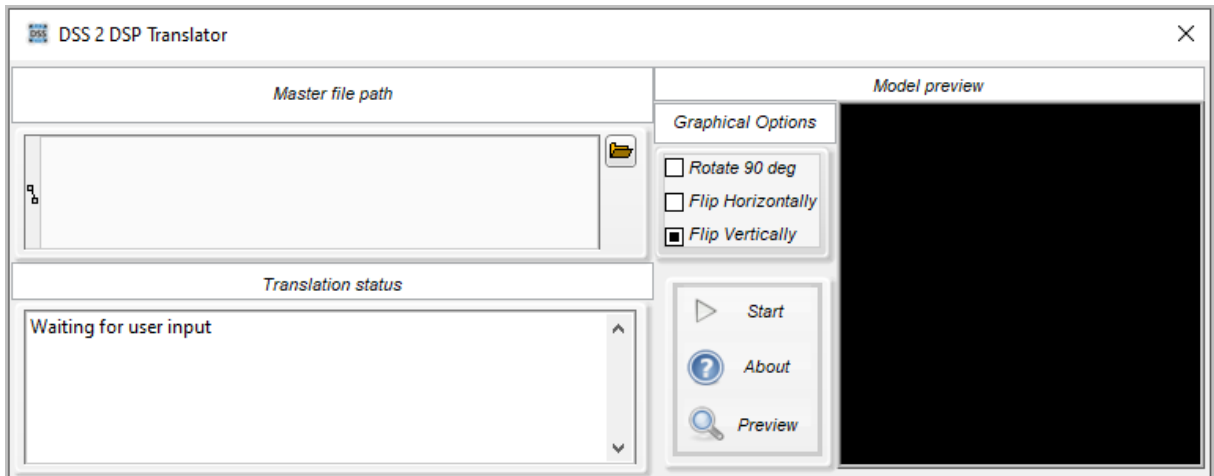 DSS 2 DSP Translator
Master file path
Model preview
Graphical Options
Rotate 90 deg
Flip Horizontally
Flip Vertically
Translation status
Waiting for user input
Start
About
Preview